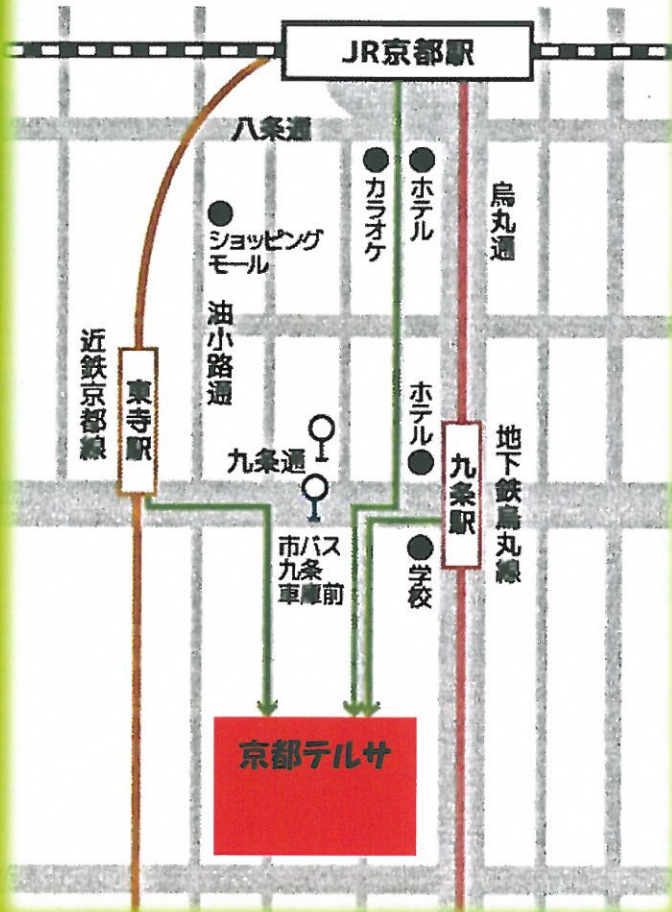 JR京都駅
八条通
カラオケ
ホテル
烏丸通
ショッピング
モール
油小路通
近鉄京都線
東寺駅
ホテル
九条通
九条駅
地下鉄烏丸線
市バス
九条
車庫前
学校
京都テルサ